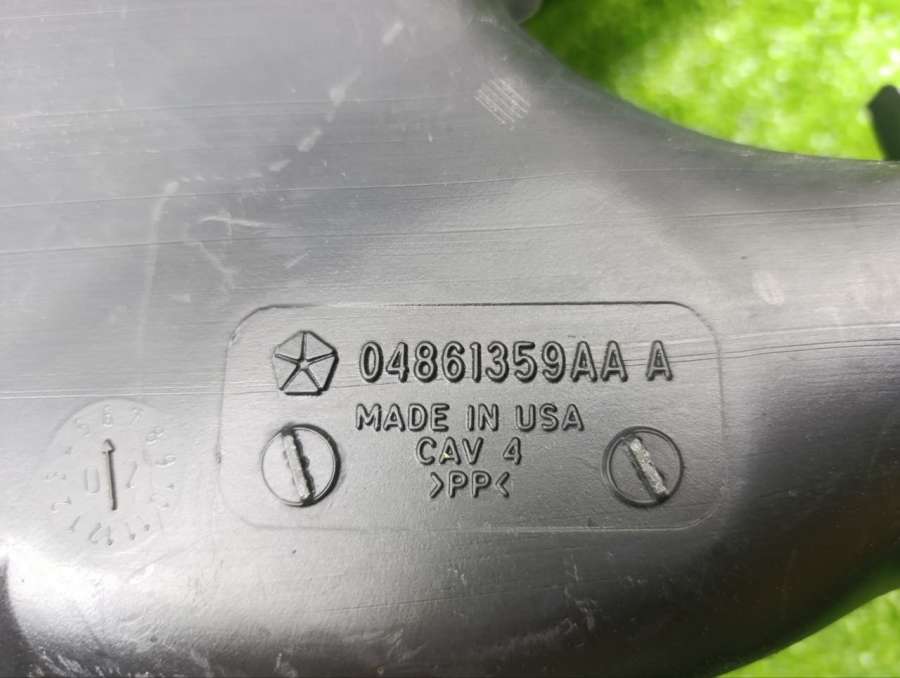 04861359AA A
MADE IN USA
CAV 4
>PP<